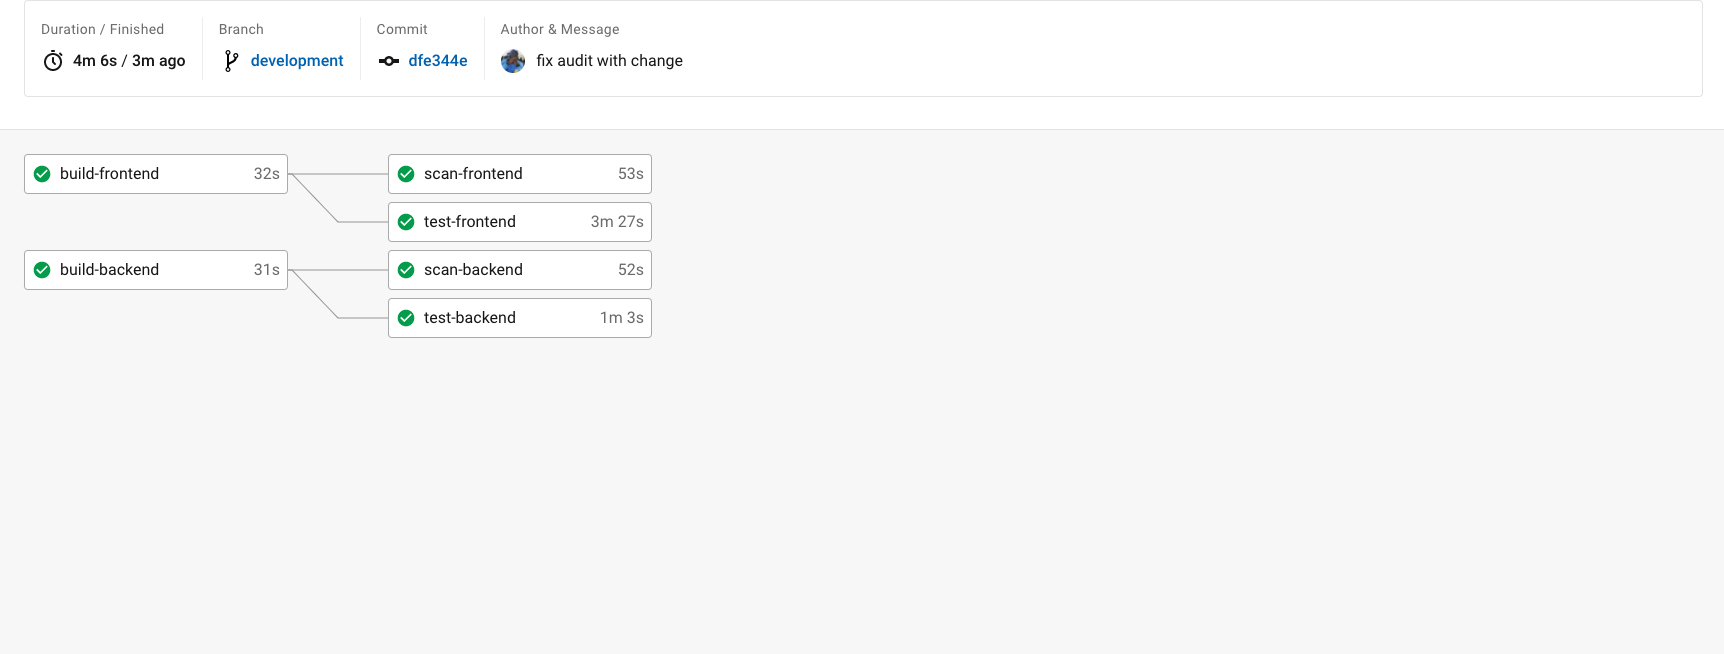 Duration / Finished
4m 6s / 3m ago
Branch
development
Commit
dfe344e
Author & Message
fix audit with change
build-frontend 32s
scan-frontend 53s
test-frontend 3m 27s
build-backend 31s
scan-backend 52s
test-backend 1m 3s